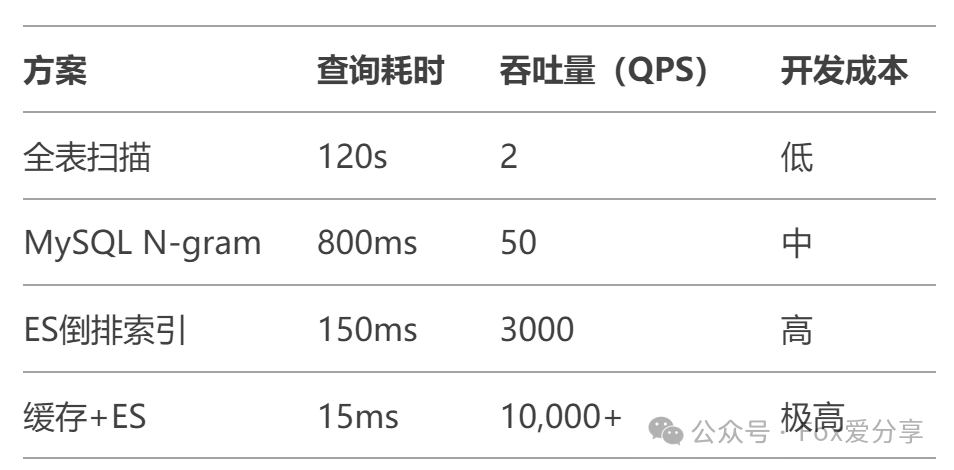 方案 查询耗时 吞吐量（QPS） 开发成本
全表扫描 120s 2 低
MySQL N-gram 800ms 50 中
ES倒排索引 150ms 3000 高
缓存+ES 15ms 10,000+ 极高
公众号 · Fox爱分享